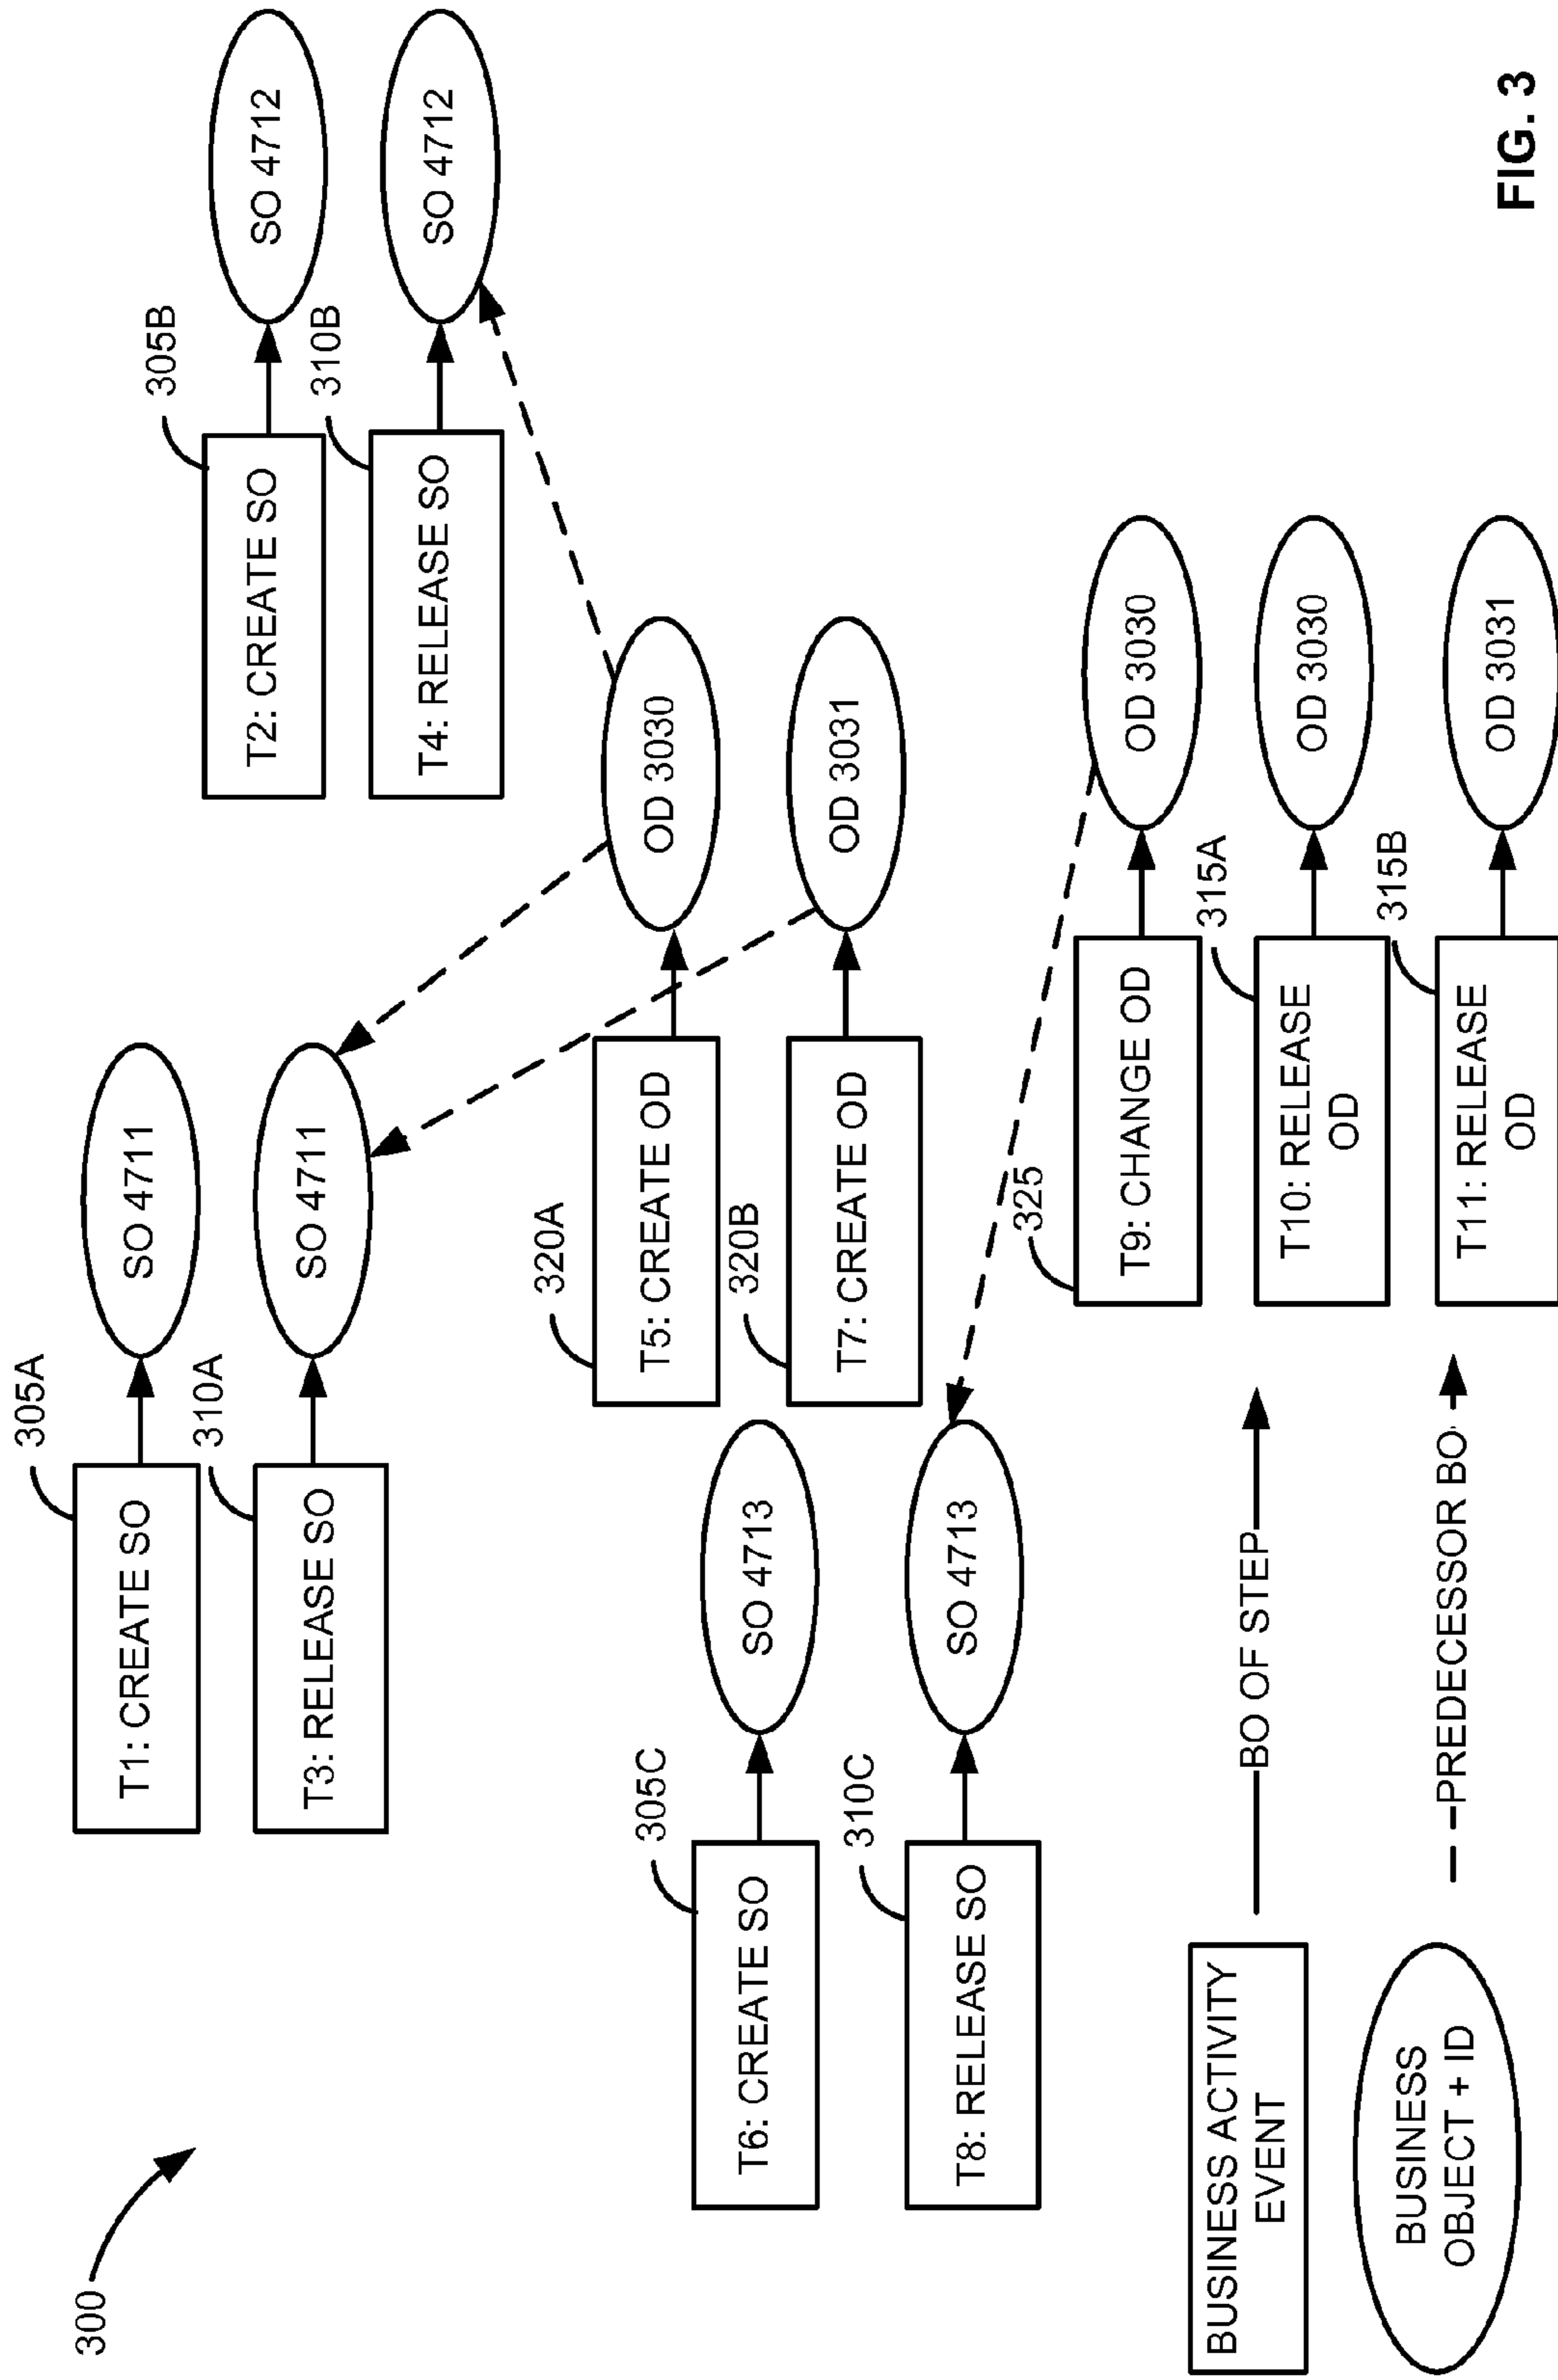 300
305A
T1: CREATE SO
SO 4711
310A
T3: RELEASE SO
SO 4711
305B
T2: CREATE SO
SO 4712
310B
T4: RELEASE SO
SO 4712
320A
T5: CREATE OD
OD 3030
320B
T7: CREATE OD
OD 3031
305C
T6: CREATE SO
SO 4713
310C
T8: RELEASE SO
SO 4713
325
T9: CHANGE OD
OD 3030
315A
T10: RELEASE
OD
OD 3030
315B
T11: RELEASE
OD
OD 3031
BUSINESS ACTIVITY
EVENT
BO OF STEP
BUSINESS
OBJECT + ID
PREDECESSOR BO
FIG. 3